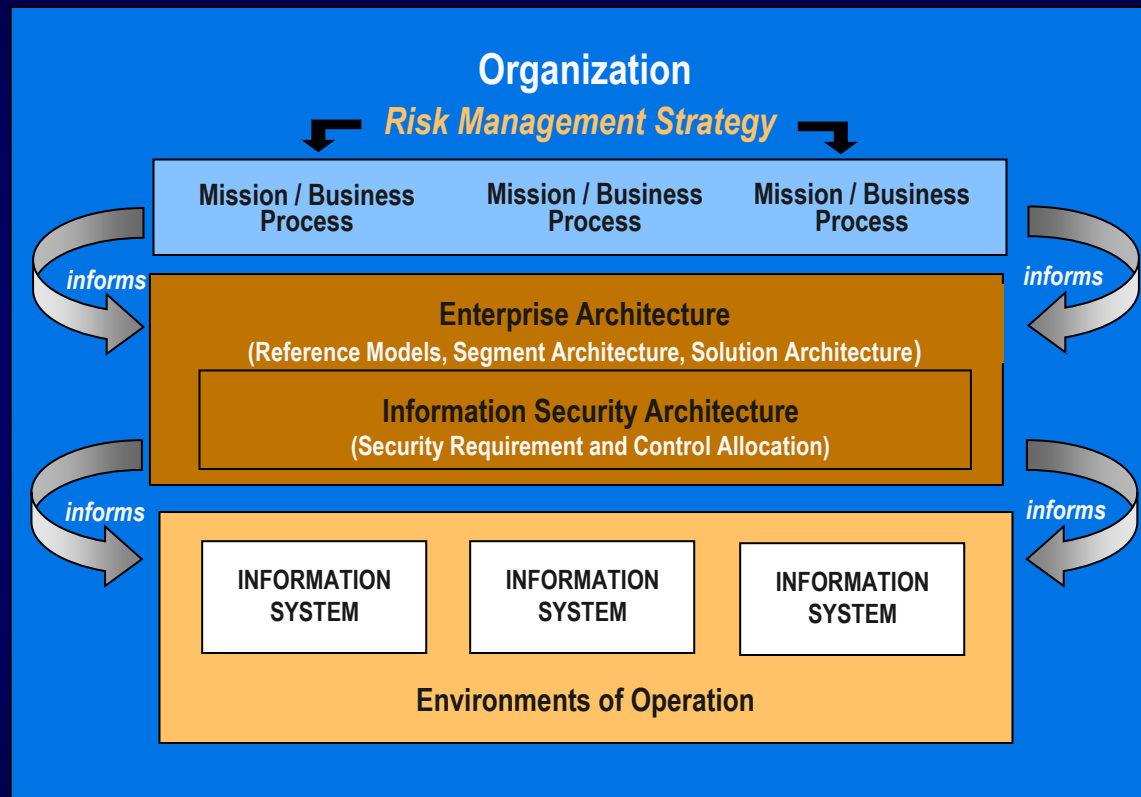 Organization
Risk Management Strategy
Mission / Business
Process
Mission / Business
Process
Mission / Business
Process
informs
informs
Enterprise Architecture
(Reference Models, Segment Architecture, Solution Architecture)
Information Security Architecture
(Security Requirement and Control Allocation)
informs
informs
INFORMATION
SYSTEM
INFORMATION
SYSTEM
INFORMATION
SYSTEM
Environments of Operation